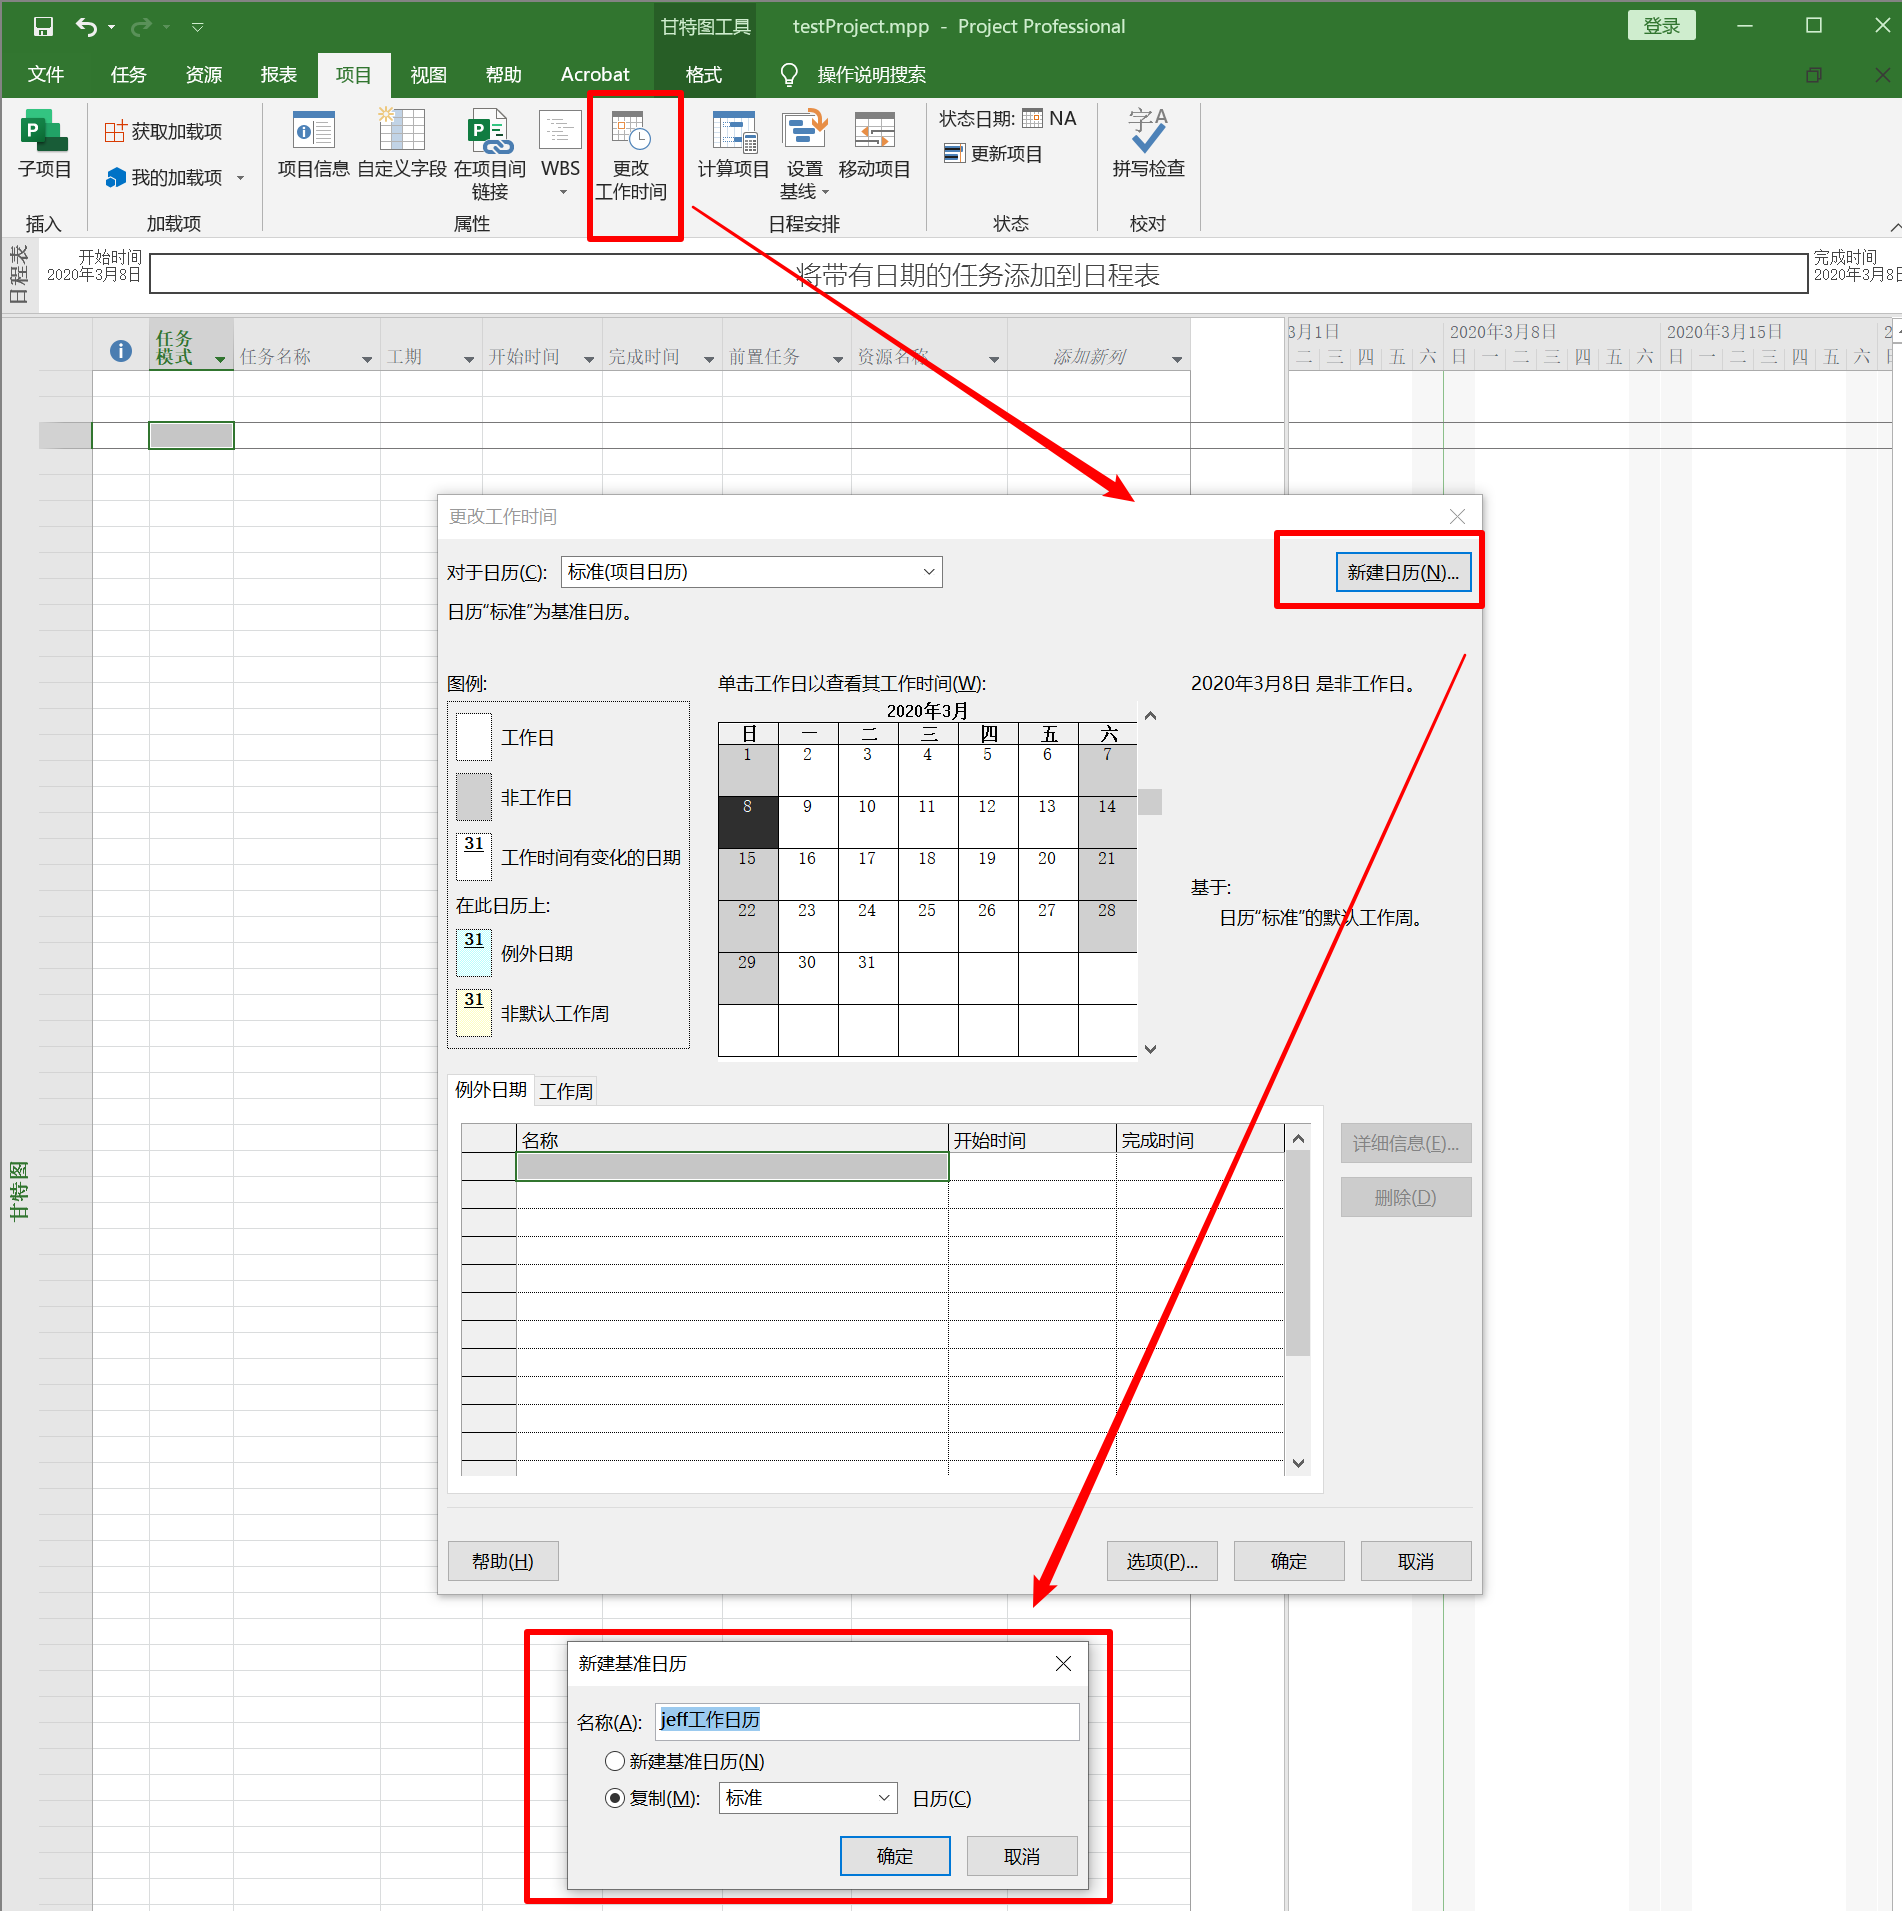 甘特图工具
testProject.mpp - Project Professional
登录
文件 任务 资源 报表 项目 视图 帮助 Acrobat 格式 操作说明搜索
子项目
插入
获取加载项
我的加载项
加载项
项目信息
自定义字段
在项目间
链接
WBS
更改
工作时间
属性
计算项目
设置
基线
移动项目
日程安排
状态日期: NA
更新项目
状态
字A
拼写检查
校对
日程表
开始时间
2020年3月8日
将带有日期的任务添加到日程表
完成时间
2020年3月8日
任务
模式
任务名称 工期 开始时间 完成时间 前置任务 资源名称 添加新列
3月1日 2020年3月8日 2020年3月15日 2
二 三 四 五 六 日 一 二 三 四 五 六 日 一 二 三 四 五 六 日
甘特图
更改工作时间
对于日历(C): 标准(项目日历)
新建日历(N)...
日历“标准”为基准日历。
图例:
工作日
非工作日
31 工作时间有变化的日期
在此日历上:
31 例外日期
31 非默认工作周
单击工作日以查看其工作时间(W):
2020年3月
日 一 二 三 四 五 六
1 2 3 4 5 6 7
8 9 10 11 12 13 14
15 16 17 18 19 20 21
22 23 24 25 26 27 28
29 30 31
2020年3月8日 是非工作日。
基于:
日历“标准”的默认工作周。
例外日期 工作周
名称 开始时间 完成时间
详细信息(E)...
删除(D)
帮助(H) 选项(P)... 确定 取消
新建基准日历
名称(A): jeff工作日历
新建基准日历(N)
复制(M): 标准 日历(C)
确定 取消